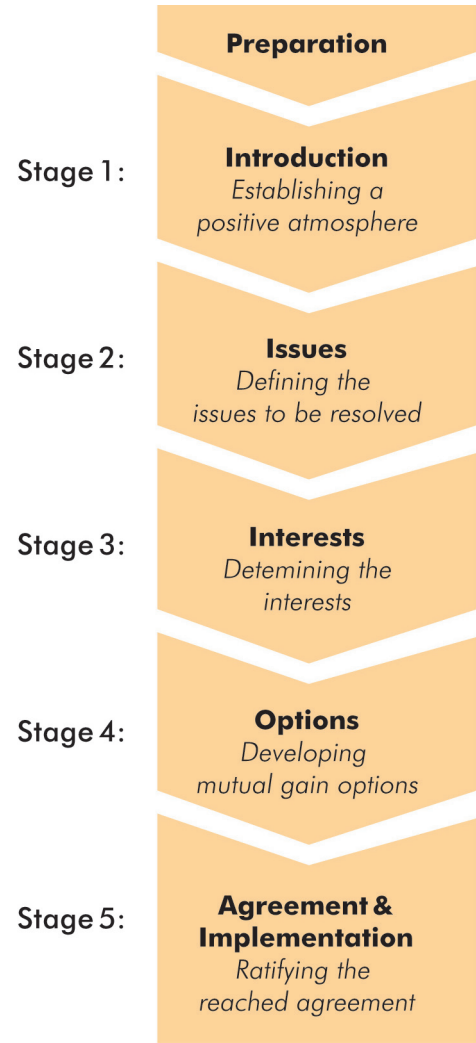 Preparation
Stage 1:
Introduction
Establishing a
positive atmosphere
Stage 2:
Issues
Defining the
issues to be resolved
Stage 3:
Interests
Detemining the
interests
Stage 4:
Options
Developing
mutual gain options
Stage 5:
Agreement &
Implementation
Ratifying the
reached agreement